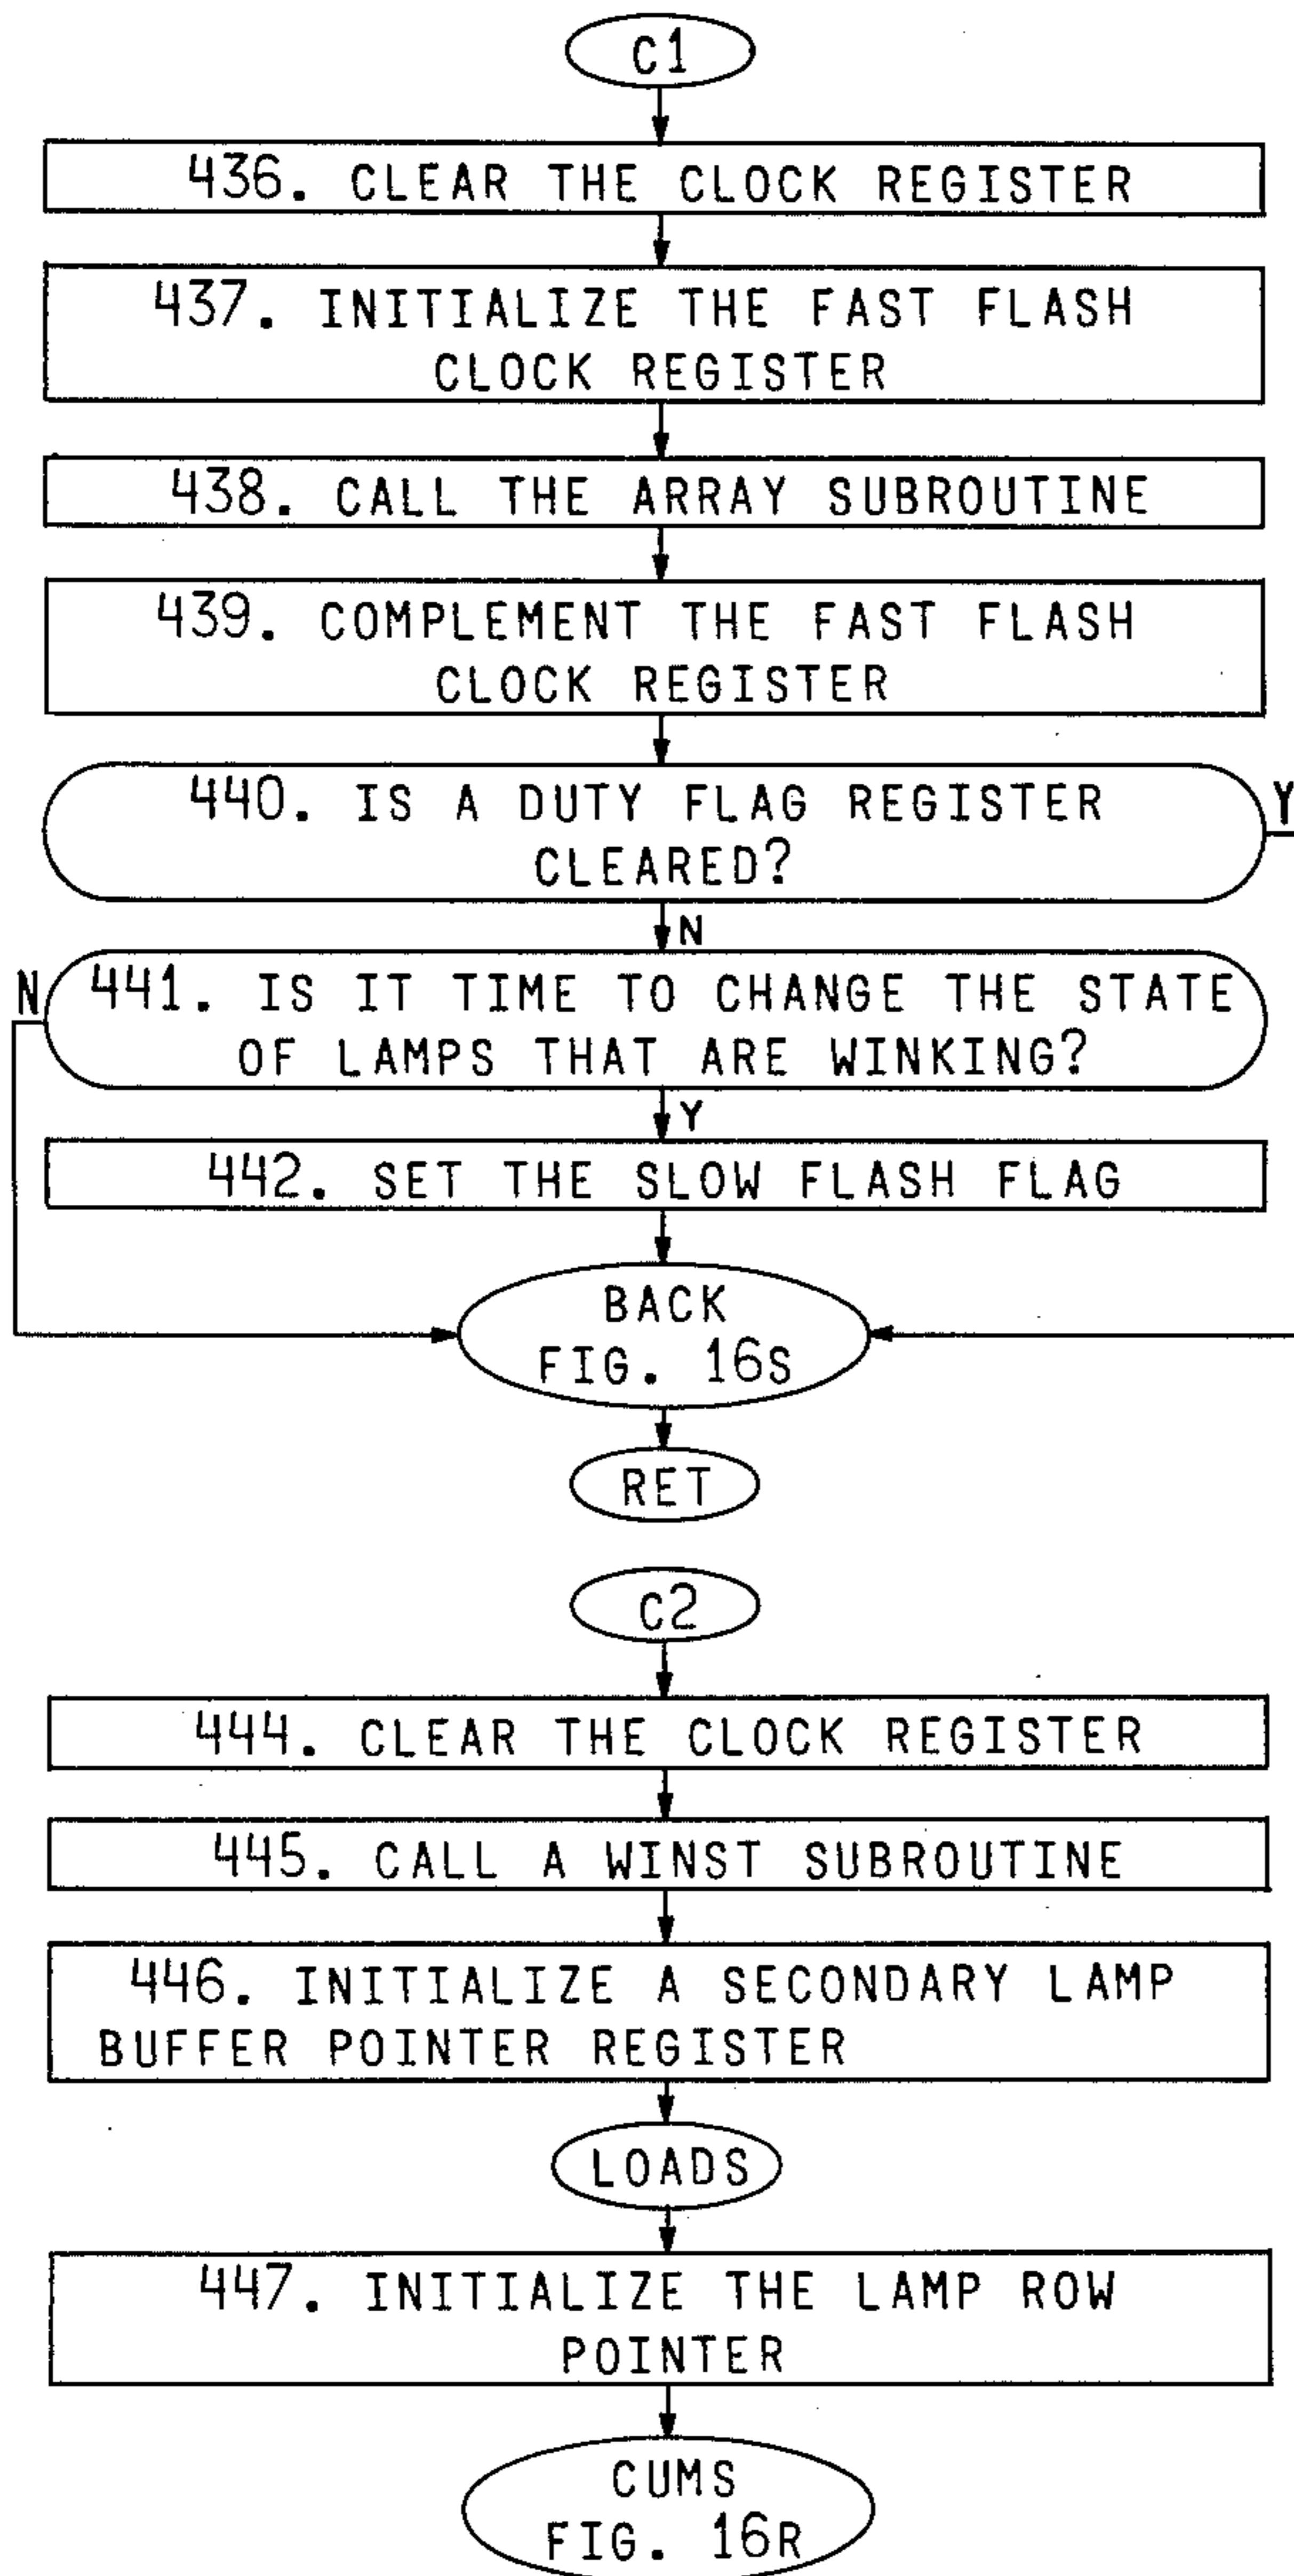 C1
436. CLEAR THE CLOCK REGISTER
437. INITIALIZE THE FAST FLASH
CLOCK REGISTER
438. CALL THE ARRAY SUBROUTINE
439. COMPLEMENT THE FAST FLASH
CLOCK REGISTER
440. IS A DUTY FLAG REGISTER
CLEARED?
Y
N
N
441. IS IT TIME TO CHANGE THE STATE
OF LAMPS THAT ARE WINKING?
Y
442. SET THE SLOW FLASH FLAG
BACK
FIG. 16S
RET
C2
444. CLEAR THE CLOCK REGISTER
445. CALL A WINST SUBROUTINE
446. INITIALIZE A SECONDARY LAMP
BUFFER POINTER REGISTER
LOADS
447. INITIALIZE THE LAMP ROW
POINTER
CUMS
FIG. 16R